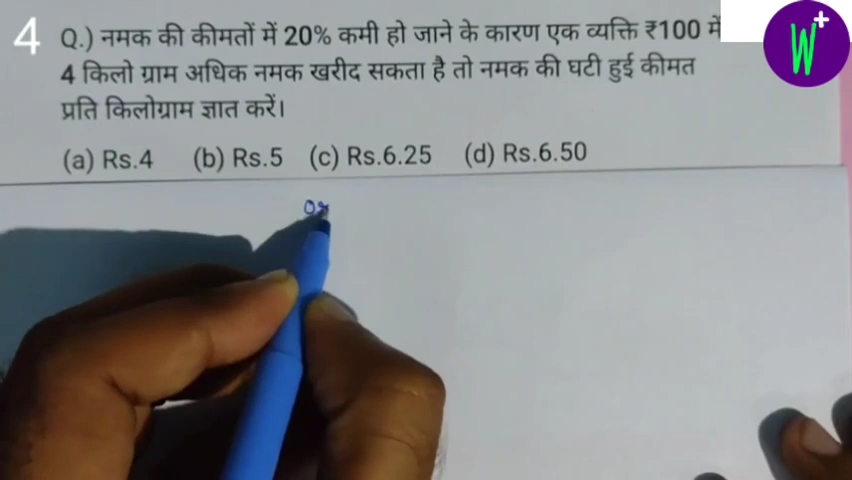 4 Q.) नमक की कीमतों में 20% कमी हो जाने के कारण एक व्यक्ति ₹100 में
4 किलो ग्राम अधिक नमक खरीद सकता है तो नमक की घटी हुई कीमत
प्रति किलोग्राम ज्ञात करें।
(a) Rs.4 (b) Rs.5 (c) Rs.6.25 (d) Rs.6.50
W+